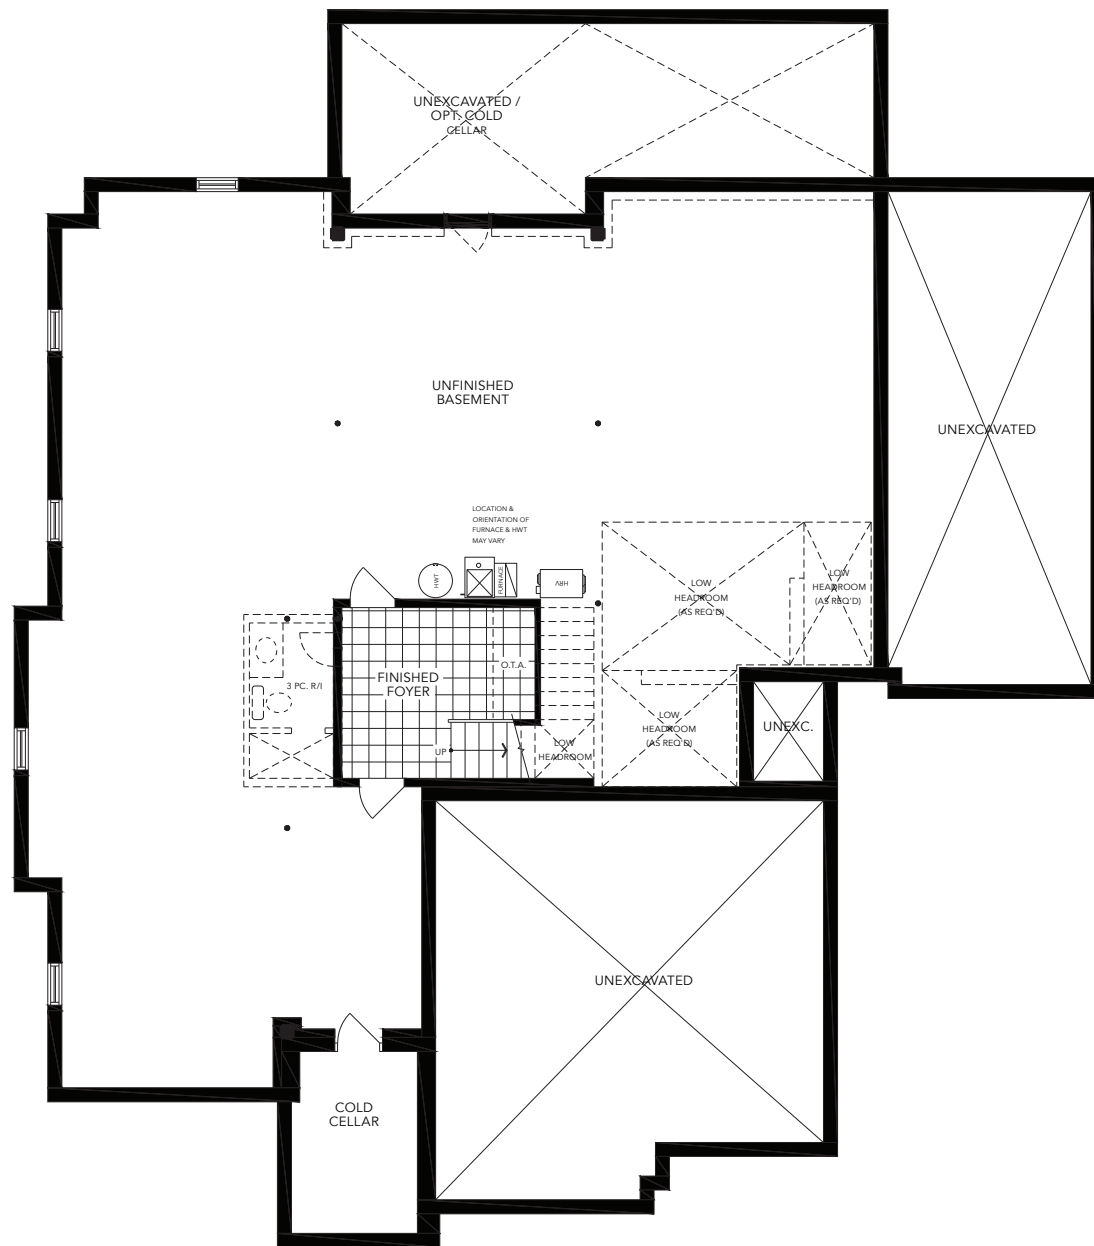 UNEXCAVATED /
OPT. COLD
CELLAR
UNFINISHED
BASEMENT
UNEXCAVATED
LOCATION &
ORIENTATION OF
FURNACE & HWT
MAY VARY
HWT
FURNACE
HRV
LOW
HEADROOM
(AS REQ'D)
LOW
HEADROOM
(AS REQ'D)
O.T.A.
FINISHED
FOYER
3 PC. R/I
UP
LOW
HEADROOM
LOW
HEADROOM
(AS REQ'D)
UNEXC.
UNEXCAVATED
COLD
CELLAR